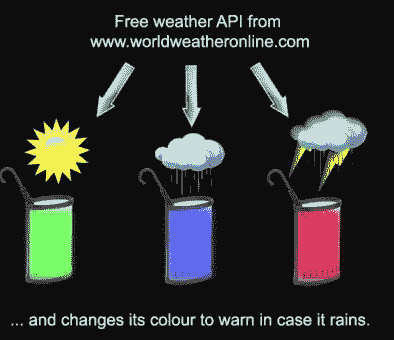 Free weather API from
www.worldweatheronline.com
... and changes its colour to warn in case it rains.